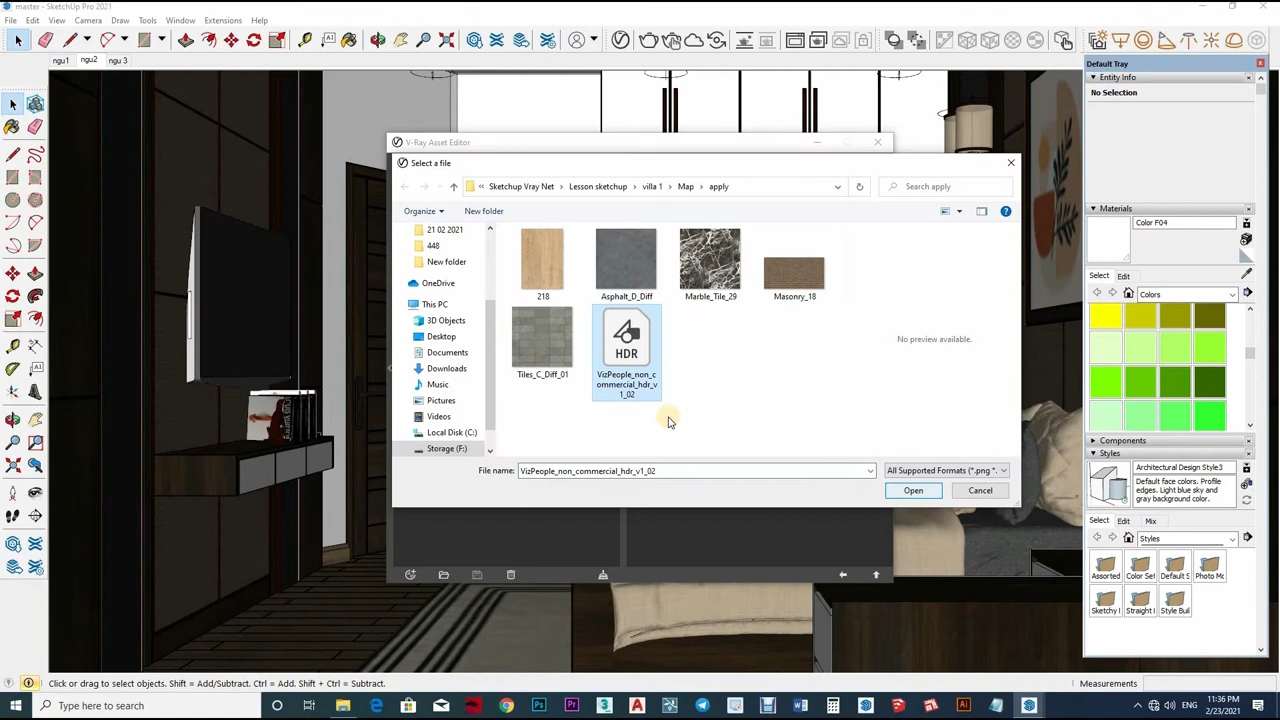 master - SketchUp Pro 2021
File Edit View Camera Draw Tools Window Extensions Help
ngu1 ngu2 ngu 3
Default Tray
Entity Info
No Selection
V-Ray Asset Editor
Select a file
« Sketchup Vray Net › Lesson sketchup › villa 1 › Map › apply
Search apply
Organize New folder
21 02 2021
448
New folder
OneDrive
This PC
3D Objects
Desktop
Documents
Downloads
Music
Pictures
Videos
Local Disk (C:)
Storage (F:)
218
Asphalt_D_Diff
Marble_Tile_29
Masonry_18
Tiles_C_Diff_01
HDR
VizPeople_non_c
ommercial_hdr_v
1_02
No preview available.
File name: VizPeople_non_commercial_hdr_v1_02
All Supported Formats (*.png *.
Open Cancel
Materials
Color F04
Select Edit
Colors
Components
Styles
Architectural Design Style3
Default face colors. Profile
edges. Light blue sky and
gray background color.
Select Edit Mix
Styles
Assorted Color Set Default S Photo Mo
Sketchy I Straight I Style Buil
Click or drag to select objects. Shift = Add/Subtract. Ctrl = Add. Shift + Ctrl = Subtract.
Measurements
Type here to search
ENG
11:36 PM
2/23/2021